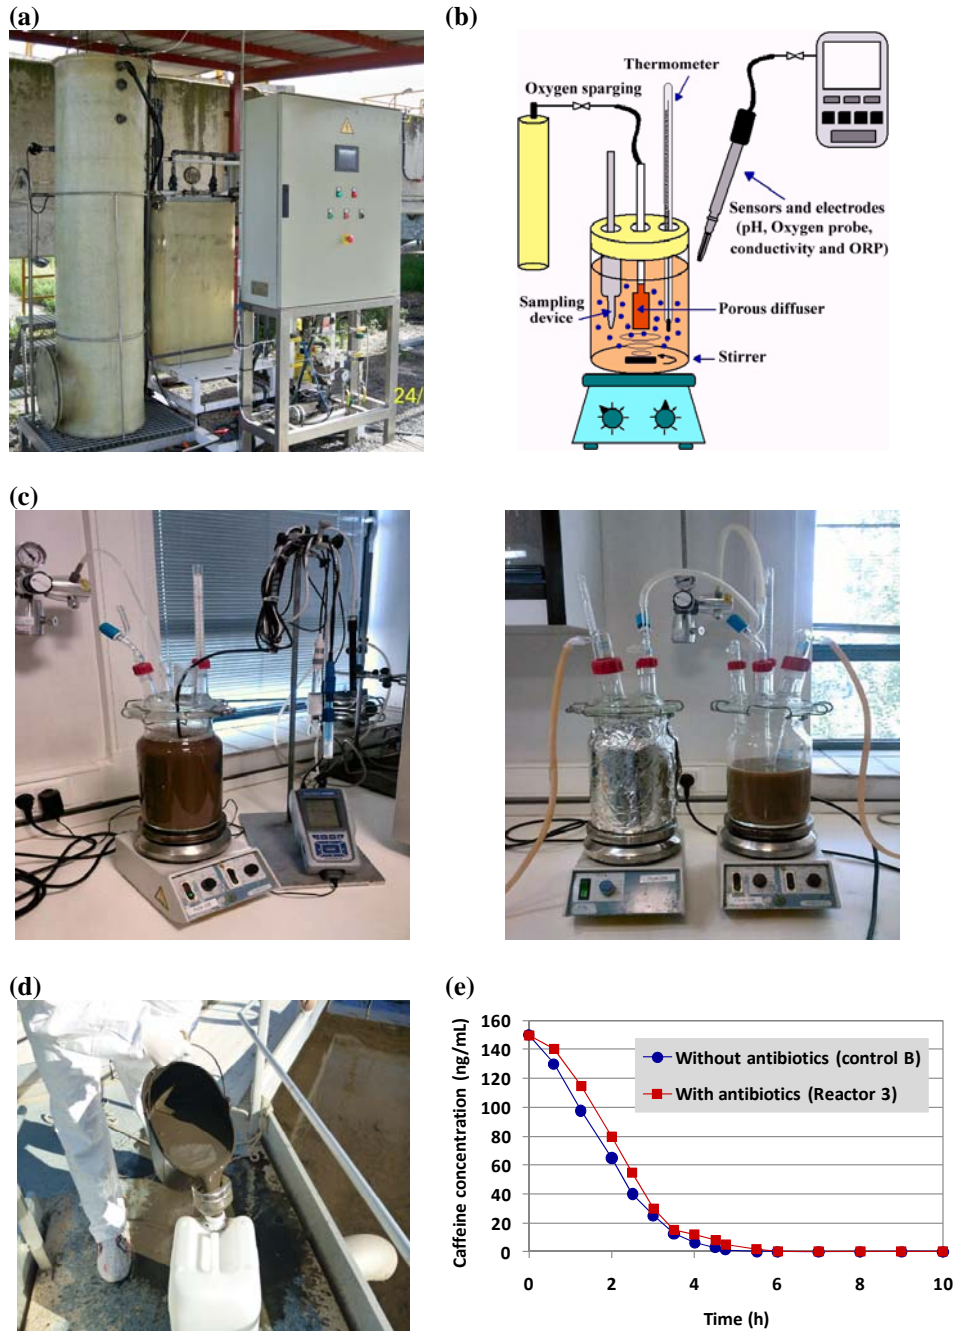 (a)
24/
(b)
Thermometer
Oxygen sparging
Sensors and electrodes
(pH, Oxygen probe,
conductivity and ORP)
Sampling
device
Porous diffuser
Stirrer
(c)
(d)
(e)
Caffeine concentration (ng/mL)
160
140
120
100
80
60
40
20
0
Without antibiotics (control B)
With antibiotics (Reactor 3)
0 2 4 6 8 10
Time (h)